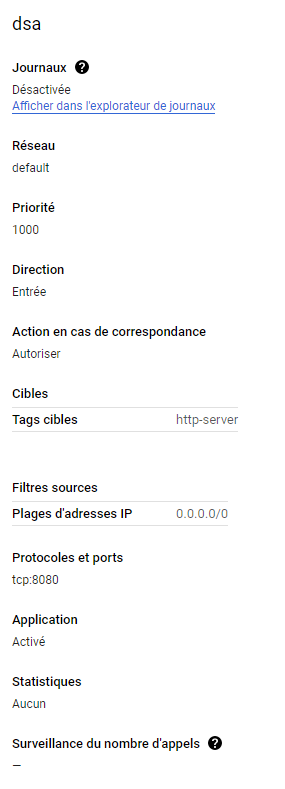 dsa
Journaux
Désactivée
Afficher dans l'explorateur de journaux
Réseau
default
Priorité
1000
Direction
Entrée
Action en cas de correspondance
Autoriser
Cibles
Tags cibles http-server
Filtres sources
Plages d'adresses IP 0.0.0.0/0
Protocoles et ports
tcp:8080
Application
Activé
Statistiques
Aucun
Surveillance du nombre d'appels
—